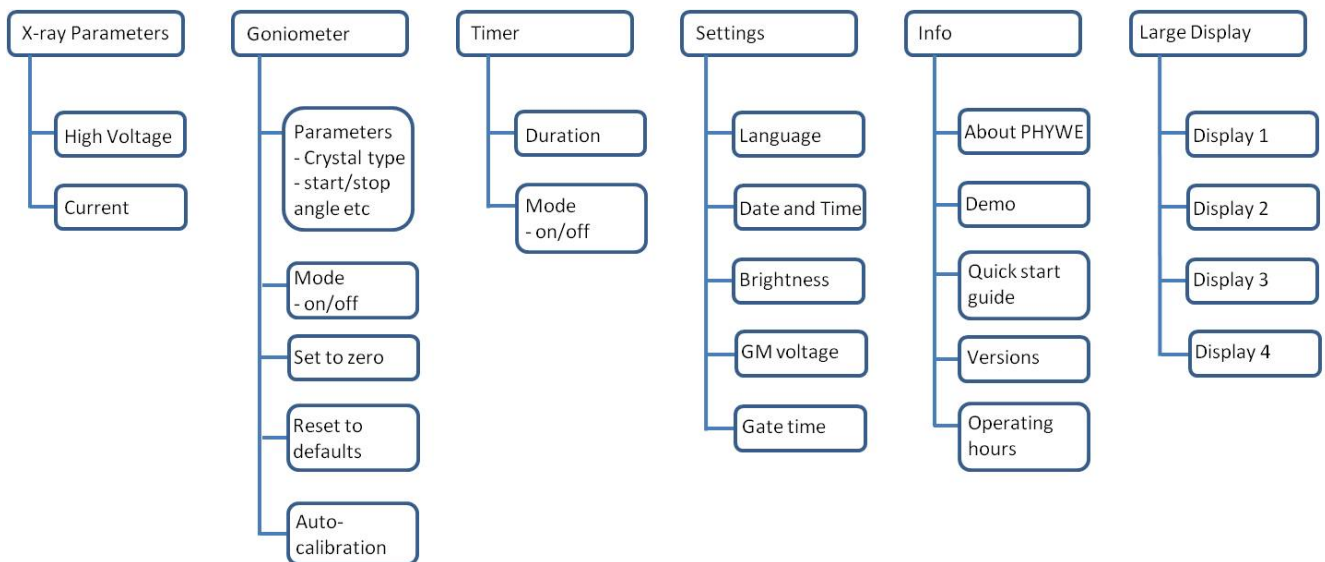 X-ray Parameters
High Voltage
Current
Goniometer
Parameters
- Crystal type
- start/stop
angle etc
Mode
- on/off
Set to zero
Reset to
defaults
Auto-
calibration
Timer
Duration
Mode
- on/off
Settings
Language
Date and Time
Brightness
GM voltage
Gate time
Info
About PHYWE
Demo
Quick start
guide
Versions
Operating
hours
Large Display
Display 1
Display 2
Display 3
Display 4